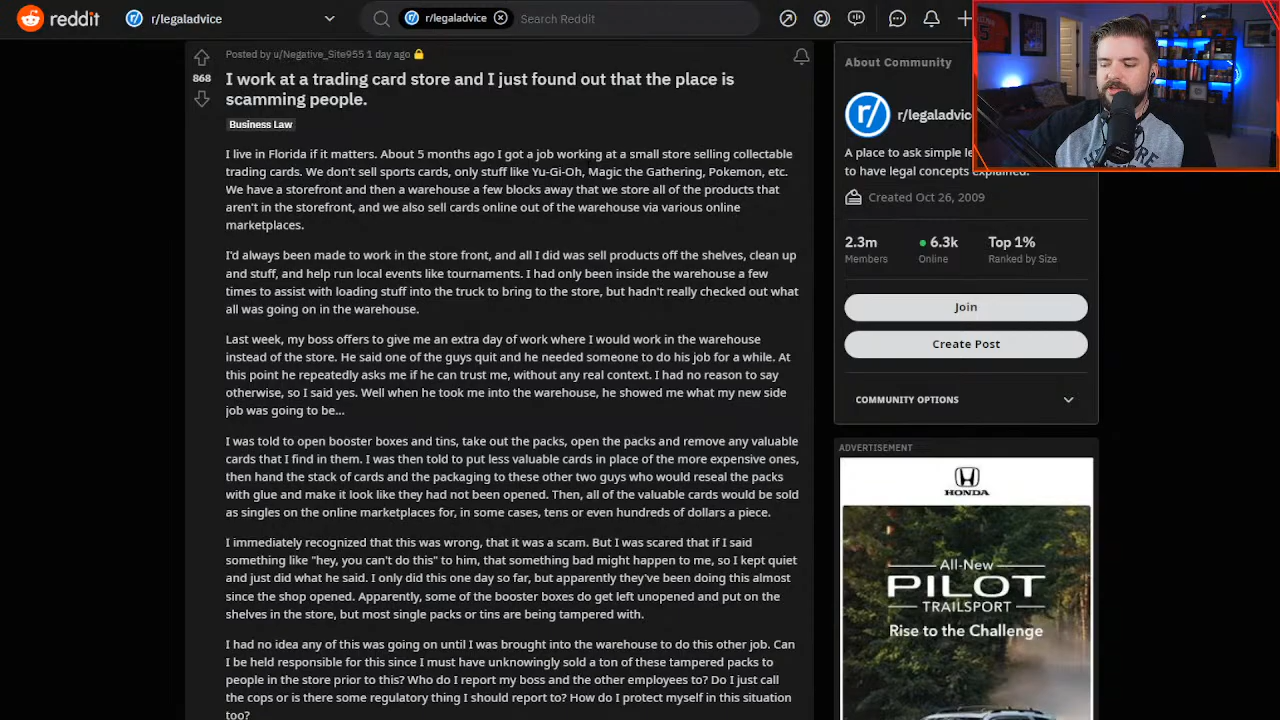 reddit
r/legaladvice
r/legaladvice
Search Reddit
Posted by u/Negative_Site955 1 day ago
868
I work at a trading card store and I just found out that the place is
scamming people.
Business Law
I live in Florida if it matters. About 5 months ago I got a job working at a small store selling collectable
trading cards. We don't sell sports cards, only stuff like Yu-Gi-Oh, Magic the Gathering, Pokemon, etc.
We have a storefront and then a warehouse a few blocks away that we store all of the products that
aren't in the storefront, and we also sell cards online out of the warehouse via various online
marketplaces.
I'd always been made to work in the store front, and all I did was sell products off the shelves, clean up
and stuff, and help run local events like tournaments. I had only been inside the warehouse a few
times to assist with loading stuff into the truck to bring to the store, but hadn't really checked out what
all was going on in the warehouse.
Last week, my boss offers to give me an extra day of work where I would work in the warehouse
instead of the store. He said one of the guys quit and he needed someone to do his job for a while. At
this point he repeatedly asks me if he can trust me, without any real context. I had no reason to say
otherwise, so I said yes. Well when he took me into the warehouse, he showed me what my new side
job was going to be...
I was told to open booster boxes and tins, take out the packs, open the packs and remove any valuable
cards that I find in them. I was then told to put less valuable cards in place of the more expensive ones,
then hand the stack of cards and the packaging to these other two guys who would reseal the packs
with glue and make it look like they had not been opened. Then, all of the valuable cards would be sold
as singles on the online marketplaces for, in some cases, tens or even hundreds of dollars a piece.
I immediately recognized that this was wrong, that it was a scam. But I was scared that if I said
something like "hey, you can't do this" to him, that something bad might happen to me, so I kept quiet
and just did what he said. I only did this one day so far, but apparently they've been doing this almost
since the shop opened. Apparently, some of the booster boxes do get left unopened and put on the
shelves in the store, but most single packs or tins are being tampered with.
I had no idea any of this was going on until I was brought into the warehouse to do this other job. Can
I be held responsible for this since I must have unknowingly sold a ton of these tampered packs to
people in the store prior to this? Who do I report my boss and the other employees to? Do I just call
the cops or is there some regulatory thing I should report to? How do I protect myself in this situation
too?
About Community
r/
r/legaladvic
A place to ask simple le
to have legal concepts explained.
Created Oct 26, 2009
2.3m
6.3k
Top 1%
Members
Online
Ranked by Size
Join
Create Post
COMMUNITY OPTIONS
ADVERTISEMENT
HONDA
All-New
PILOT
TRAILSPORT
Rise to the Challenge